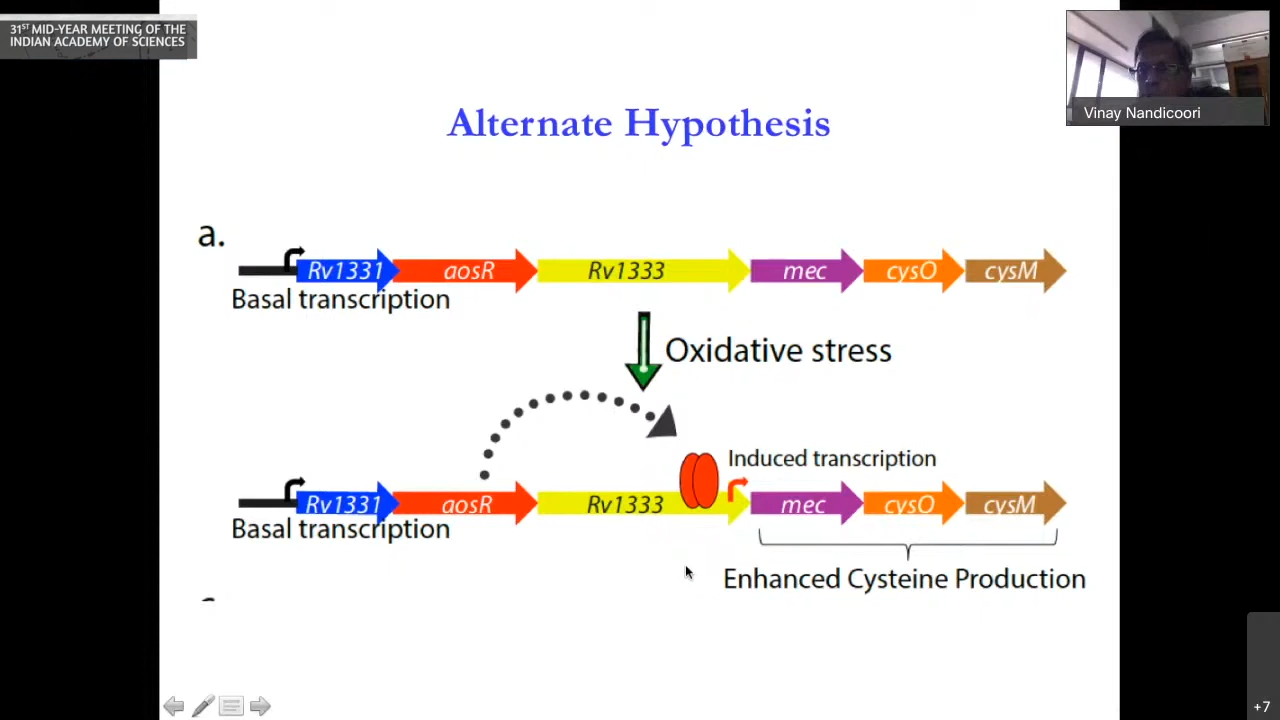 31ST MID-YEAR MEETING OF THE
INDIAN ACADEMY OF SCIENCES
Vinay Nandicoori
Alternate Hypothesis
a.
Rv1331 aosR Rv1333 mec cysO cysM
Basal transcription
Oxidative stress
Induced transcription
Rv1331 aosR Rv1333 mec cysO cysM
Basal transcription
Enhanced Cysteine Production
+7